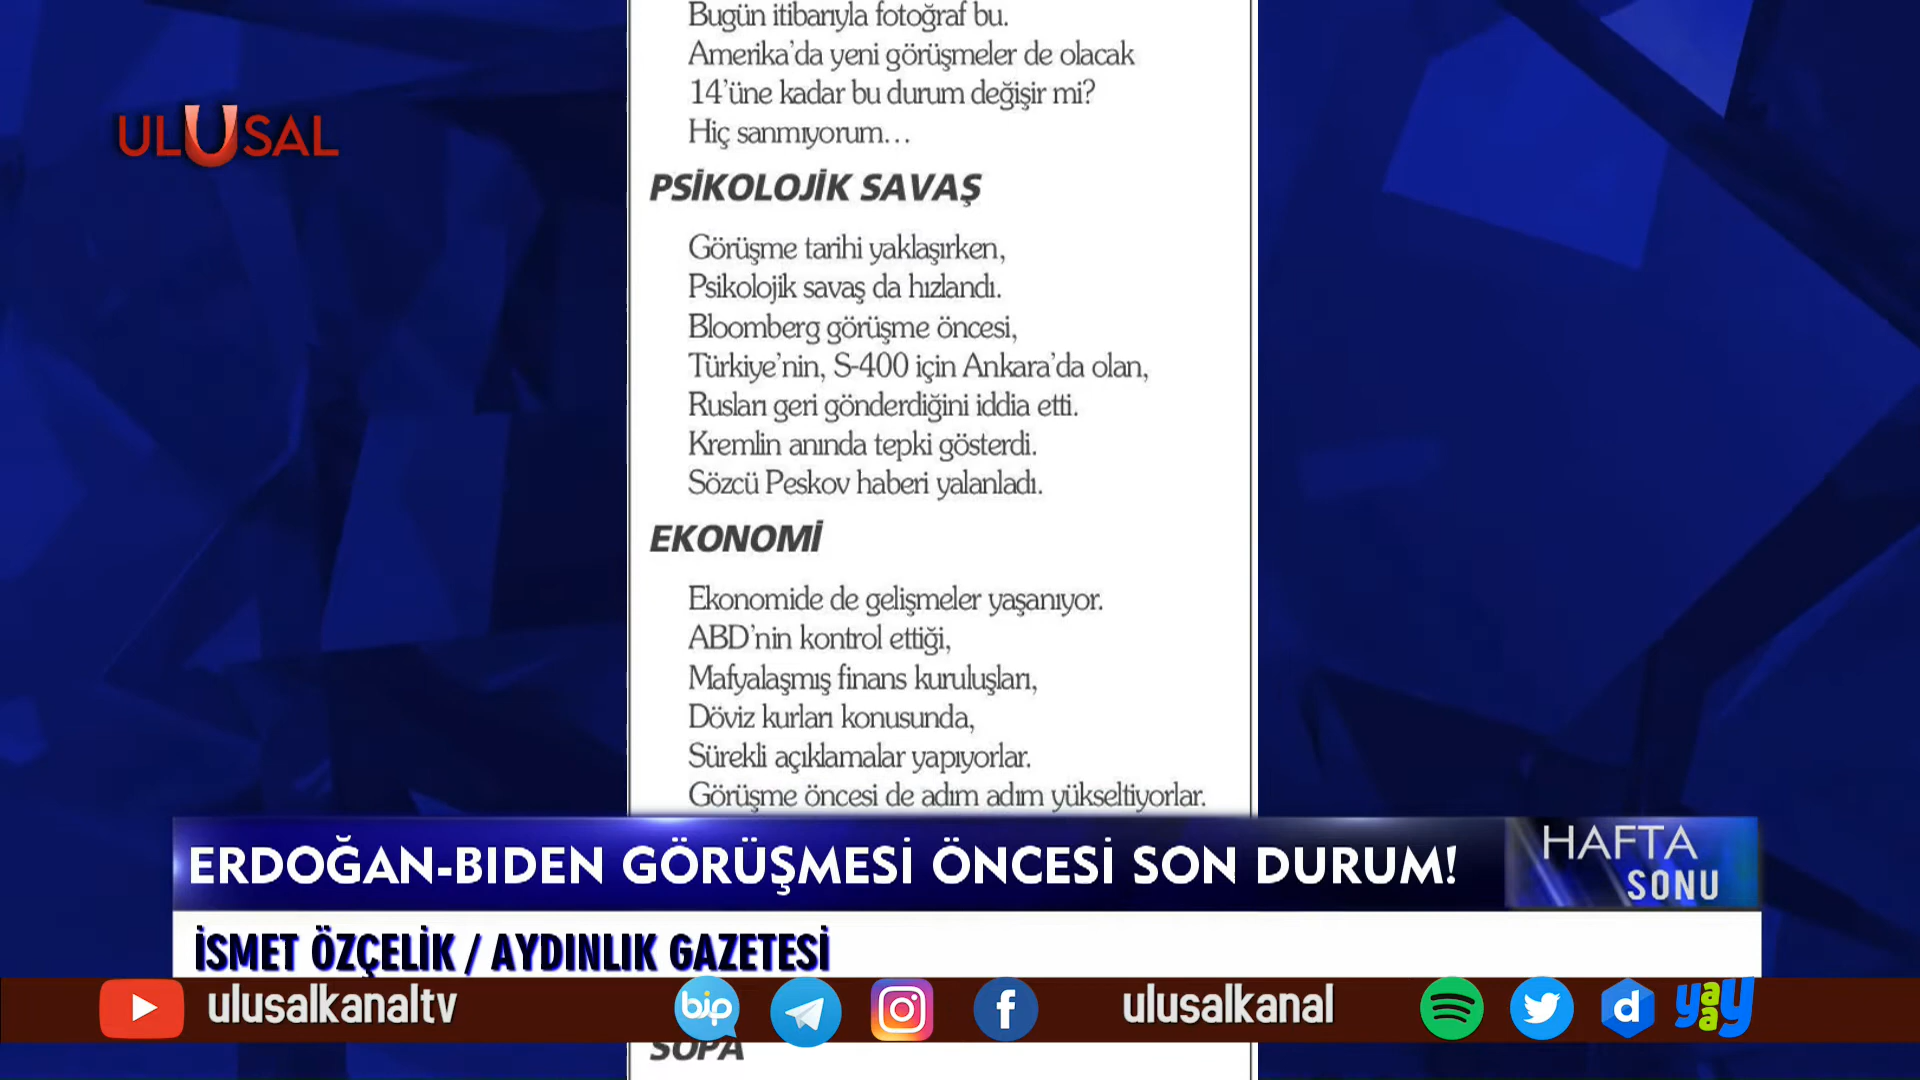 Bugün itibarıyla fotoğraf bu.
Amerika'da yeni görüşmeler de olacak
14'üne kadar bu durum değişir mi?
Hiç sanmıyorum...
ULUSAL
PSİKOLOJİK SAVAŞ
Görüşme tarihi yaklaşırken,
Psikolojik savaş da hızlandı.
Bloomberg görüşme öncesi,
Türkiye'nin, S-400 için Ankara'da olan,
Rusları geri gönderdiğini iddia etti.
Kremlin anında tepki gösterdi.
Sözcü Peskov haberi yalanladı.
EKONOMİ
Ekonomide de gelişmeler yaşanıyor.
ABD'nin kontrol ettiği,
Mafyalaşmış finans kuruluşları,
Döviz kurları konusunda,
Sürekli açıklamalar yapıyorlar.
Görüşme öncesi de adım adım yükseltiyorlar.
ERDOĞAN-BIDEN GÖRÜŞMESİ ÖNCESİ SON DURUM!
HAFTA
SONU
İSMET ÖZÇELİK / AYDINLIK GAZETESİ
ulusalkanaltv
bip
ulusalkanal
d
yaay
SOPA